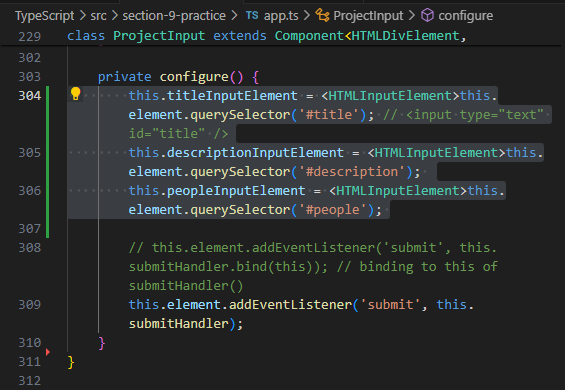 TypeScript > src > section-9-practice > TS app.ts > ProjectInput > configure
229 class ProjectInput extends Component<HTMLDivElement,
302
303 private configure() {
304 this.titleInputElement = <HTMLInputElement>this.
element.querySelector('#title'); // <input type="text"
id="title" />
305 this.descriptionInputElement = <HTMLInputElement>this.
element.querySelector('#description');
306 this.peopleInputElement = <HTMLInputElement>this.
element.querySelector('#people');
307
308 // this.element.addEventListener('submit', this.
submitHandler.bind(this)); // binding to this of
submitHandler()
309 this.element.addEventListener('submit', this.
submitHandler);
310 }
311 }
312